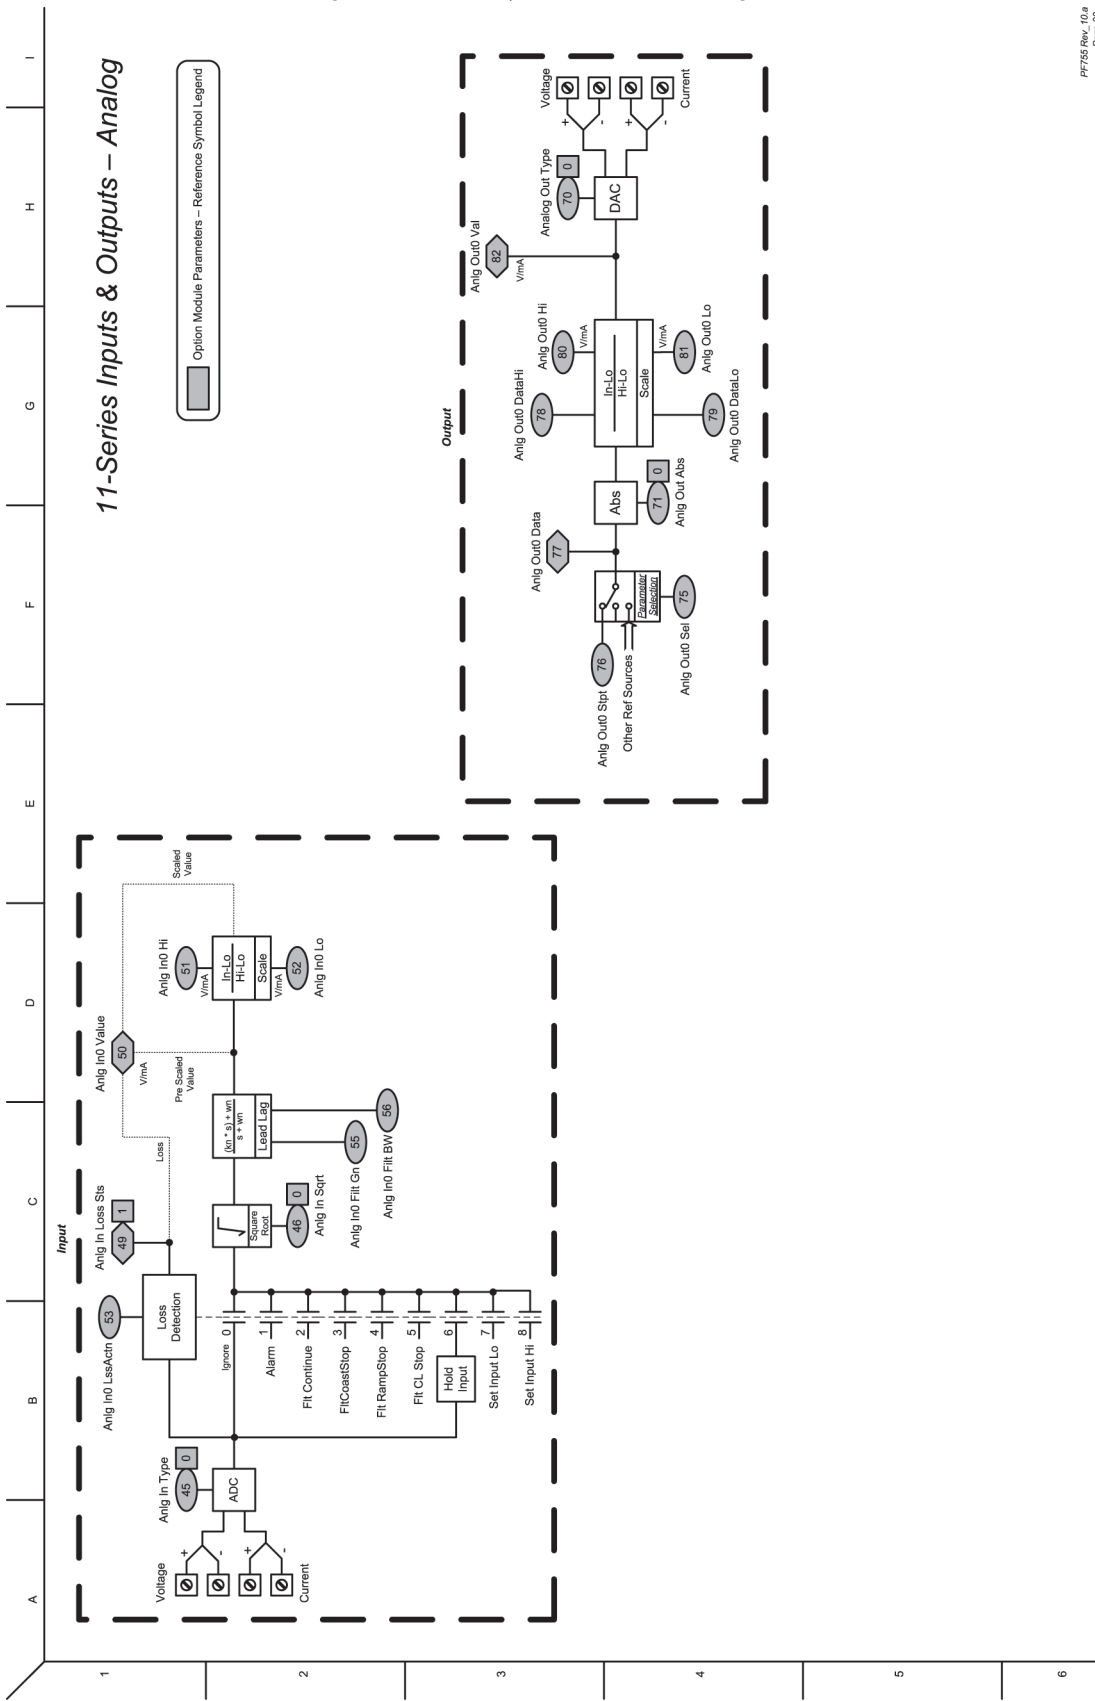 11-Series Inputs & Outputs – Analog
Option Module Parameters – Reference Symbol Legend
A
B
C
D
E
F
G
H
I
1
2
3
4
5
6
Input
Voltage
+
-
+
-
Current
Anlg In Type
45
0
ADC
Anlg In0 LssActn
53
Loss
Detection
Anlg In Loss Sts
49
1
Loss
Ignore
0
1
Alarm
2
Flt Continue
3
FltCoastStop
4
Flt RampStop
5
Flt CL Stop
6
Hold
Input
7
Set Input Lo
8
Set Input Hi
√
Square
Root
46
0
Anlg In Sqrt
(kn * s) + wn
s + wn
Lead Lag
55
Anlg In0 Filt Gn
56
Anlg In0 Filt BW
Anlg In0 Value
50
V/mA
Pre Scaled
Value
Scaled
Value
Anlg In0 Hi
51
V/mA
In-Lo
Hi-Lo
Scale
V/mA
52
Anlg In0 Lo
Output
Anlg Out0 Stpt
76
Other Ref Sources
Parameter
Selection
75
Anlg Out0 Sel
Anlg Out0 Data
77
Abs
71
0
Anlg Out Abs
Anlg Out0 DataHi
78
Anlg Out0 Hi
80
V/mA
In-Lo
Hi-Lo
Scale
V/mA
79
Anlg Out0 DataLo
81
Anlg Out0 Lo
Anlg Out0 Val
82
V/mA
Analog Out Type
70
0
DAC
Voltage
+
-
+
-
Current
PF755 Rev_10.a